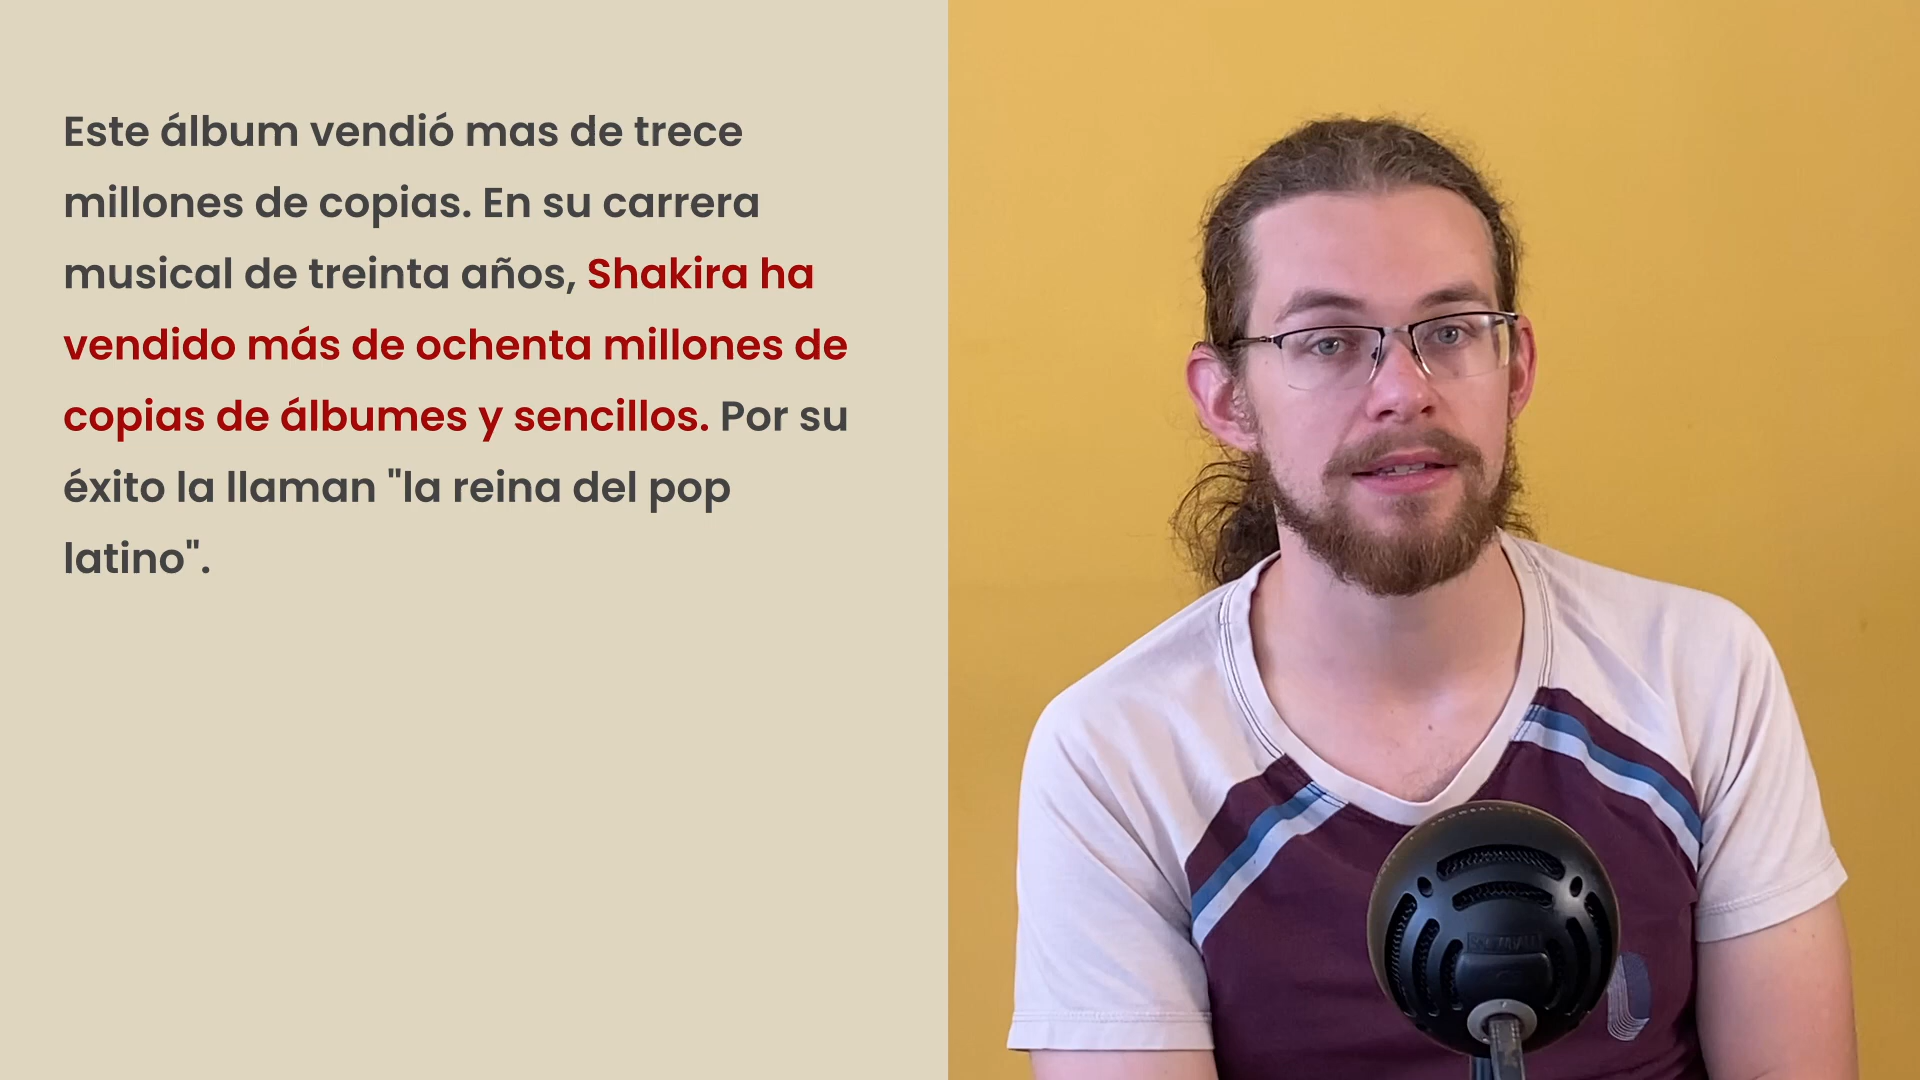 Este álbum vendió mas de trece
millones de copias. En su carrera
musical de treinta años, Shakira ha
vendido más de ochenta millones de
copias de álbumes y sencillos. Por su
éxito la llaman "la reina del pop
latino".